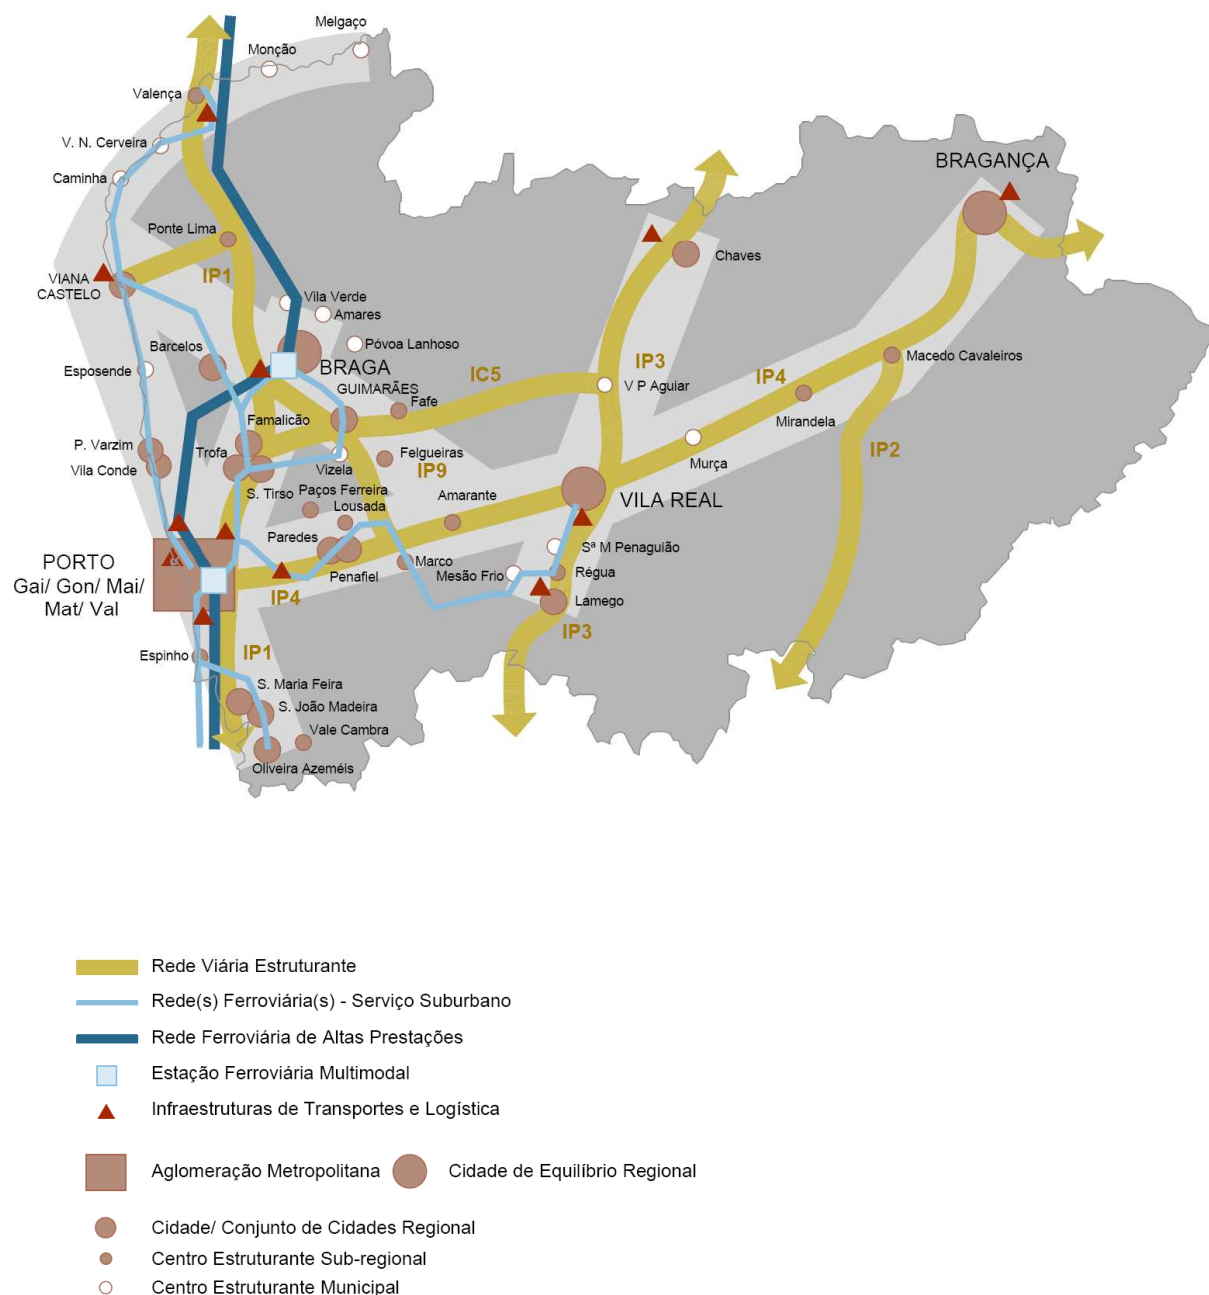 Melgaço
Monção
Valença
V. N. Cerveira
Caminha
BRAGANÇA
Ponte Lima
Chaves
VIANA
CASTELO
IP1
Vila Verde
Amares
Póvoa Lanhoso
Barcelos
Esposende
BRAGA
GUIMARÃES
IC5
IP3
V P Aguiar
IP4
Macedo Cavaleiros
Fafe
Mirandela
Famalicão
P. Varzim
Trofa
Vila Conde
Vizela
Felgueiras
IP9
Murça
IP2
S. Tirso
Paços Ferreira
Lousada
Amarante
VILA REAL
Paredes
Penafiel
Marco
Sª M Penaguião
Mesão Frio
Régua
Lamego
PORTO
Gai/ Gon/ Mai/
Mat/ Val
IP4
IP3
Espinho
IP1
S. Maria Feira
S. João Madeira
Vale Cambra
Oliveira Azeméis
Rede Viária Estruturante
Rede(s) Ferroviária(s) - Serviço Suburbano
Rede Ferroviária de Altas Prestações
Estação Ferroviária Multimodal
Infraestruturas de Transportes e Logística
Aglomeração Metropolitana
Cidade de Equilíbrio Regional
Cidade/ Conjunto de Cidades Regional
Centro Estruturante Sub-regional
Centro Estruturante Municipal